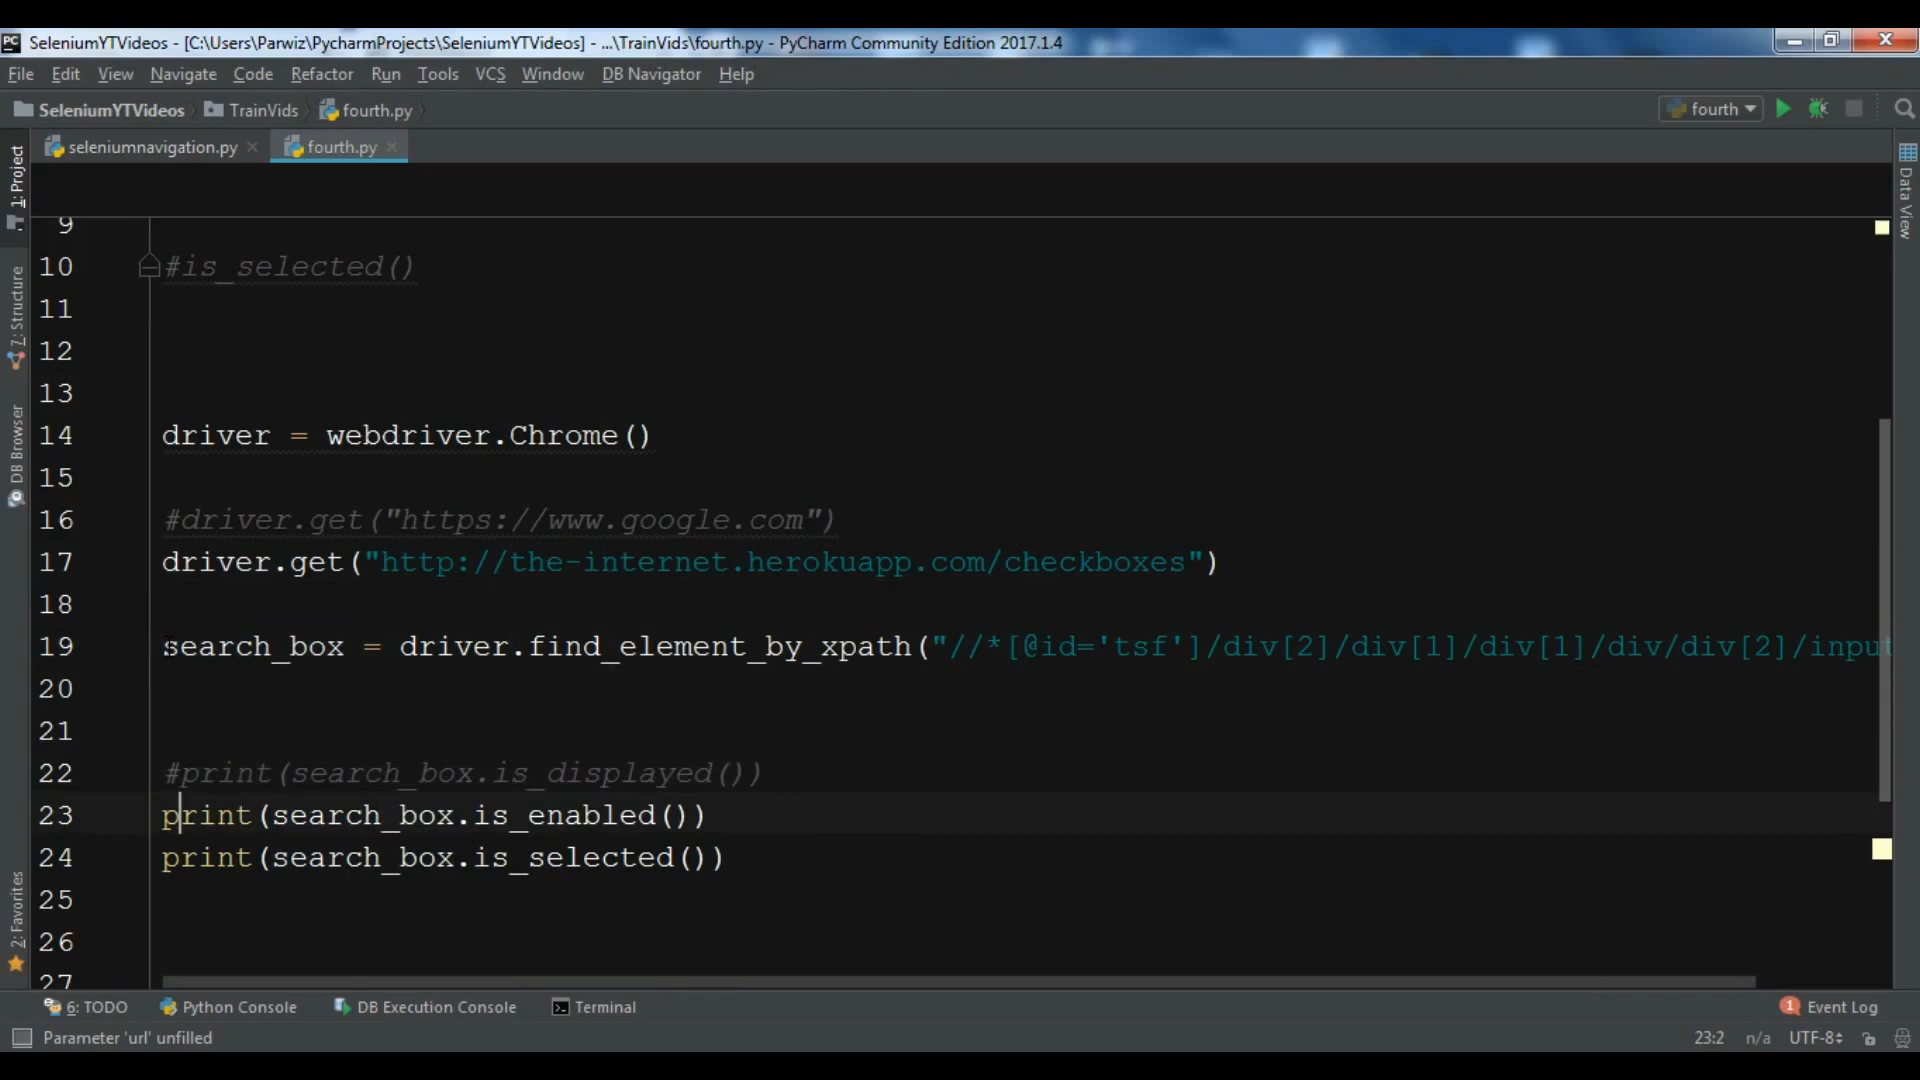 PC SeleniumYTVideos - [C:\Users\Parwiz\PycharmProjects\SeleniumYTVideos] - ...\TrainVids\fourth.py - PyCharm Community Edition 2017.1.4
File Edit View Navigate Code Refactor Run Tools VCS Window DB Navigator Help
SeleniumYTVideos TrainVids fourth.py fourth
seleniumnavigation.py fourth.py
1: Project
7: Structure
DB Browser
2: Favorites
Data View
9
10 #is_selected()
11
12
13
14 driver = webdriver.Chrome()
15
16 #driver.get("https://www.google.com")
17 driver.get("http://the-internet.herokuapp.com/checkboxes")
18
19 search_box = driver.find_element_by_xpath("//*[@id='tsf']/div[2]/div[1]/div[1]/div/div[2]/input
20
21
22 #print(search_box.is_displayed())
23 print(search_box.is_enabled())
24 print(search_box.is_selected())
25
26
27
6: TODO Python Console DB Execution Console Terminal 1 Event Log
Parameter 'url' unfilled 23:2 n/a UTF-8